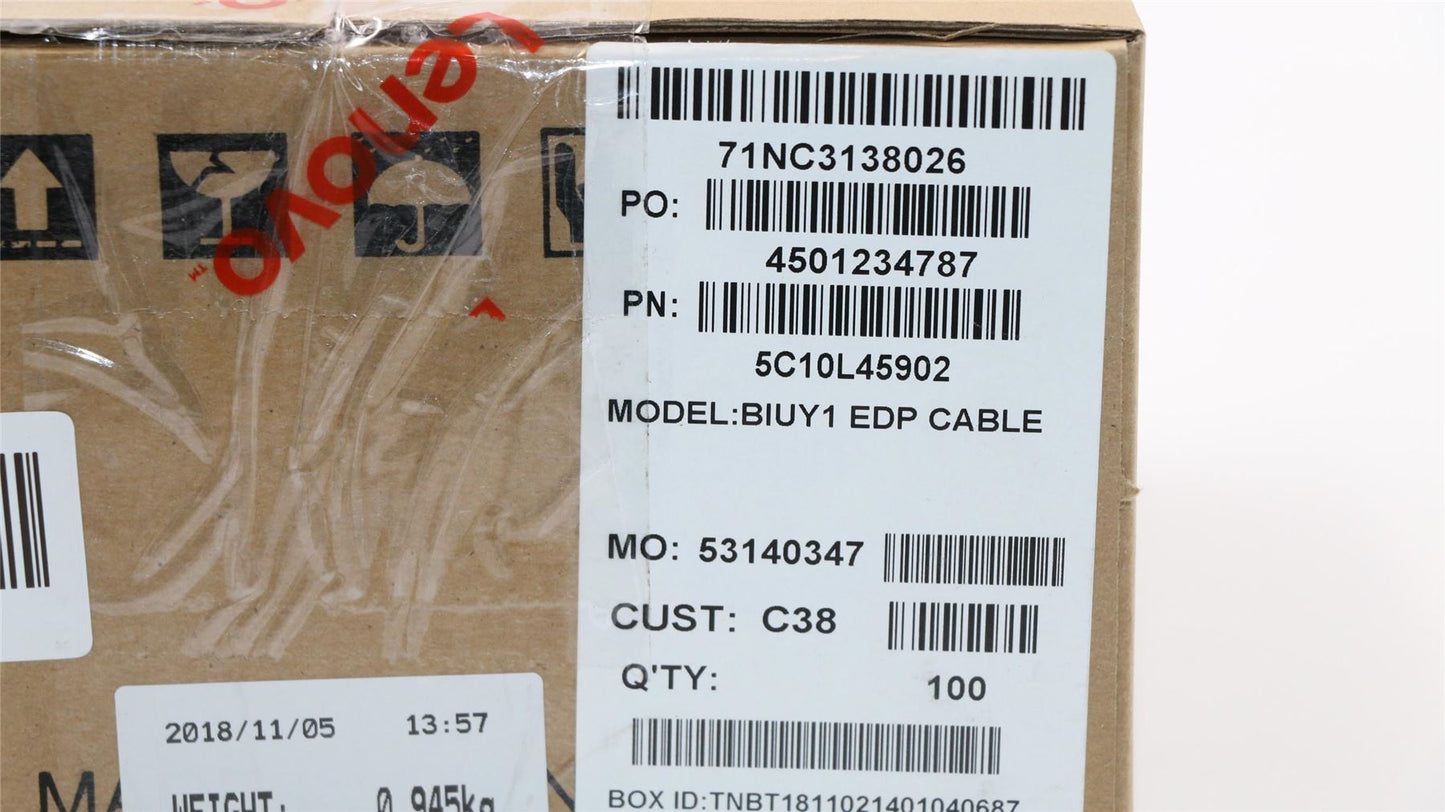 Lenovo™
71NC3138026
PO:
4501234787
PN:
5C10L45902
MODEL:BIUY1 EDP CABLE
MO: 53140347
CUST: C38
Q'TY: 100
BOX ID:TNBT1811021401040687
2018/11/05 13:57
WEIGHT: 0.945kg